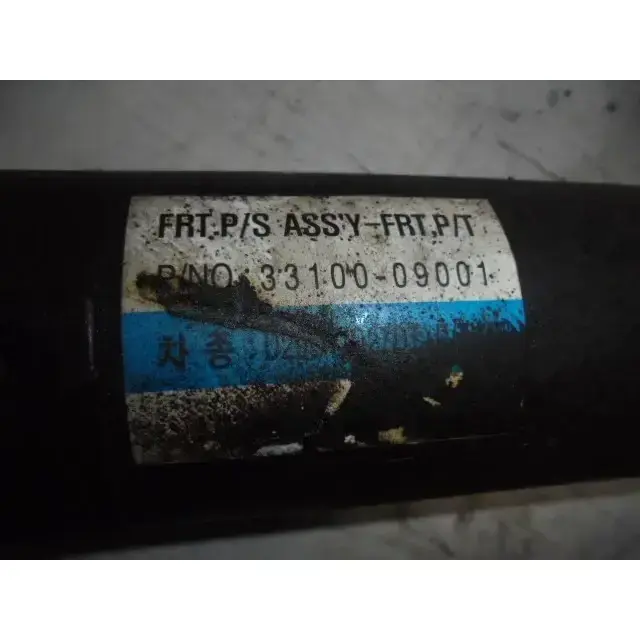 FRT.P/S ASS'Y-FRT.P/T
P/NO: 33100-09001
차 종 :